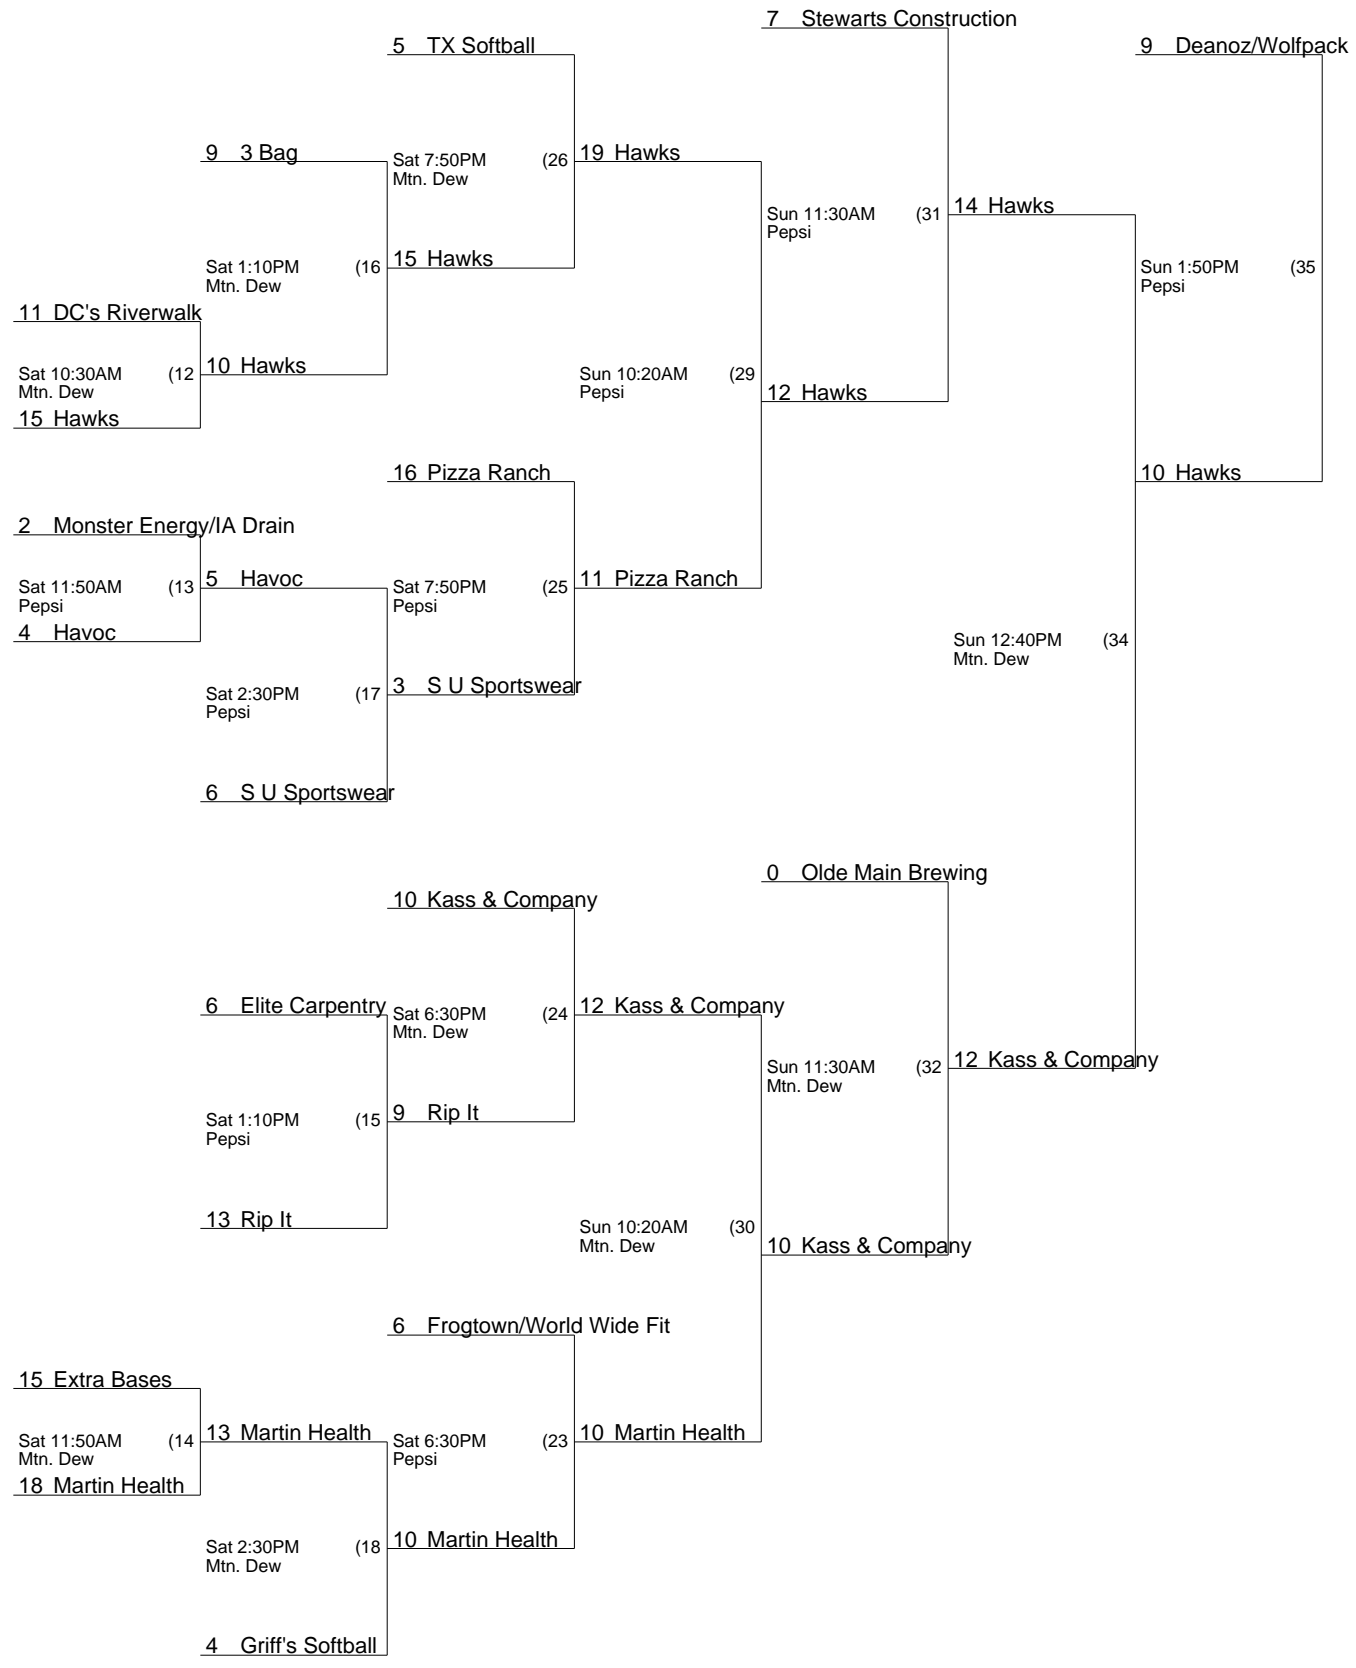 7 Stewarts Construction
5 TX Softball
9 Deanoz/Wolfpack
9 3 Bag
Sat 7:50PM (26
Mtn. Dew
19 Hawks
Sun 11:30AM (31
Pepsi
14 Hawks
Sat 1:10PM (16
Mtn. Dew
15 Hawks
Sun 1:50PM (35
Pepsi
11 DC's Riverwalk
Sat 10:30AM (12
Mtn. Dew
10 Hawks
Sun 10:20AM (29
Pepsi
12 Hawks
15 Hawks
16 Pizza Ranch
10 Hawks
2 Monster Energy/IA Drain
Sat 11:50AM (13
Pepsi
5 Havoc
Sat 7:50PM (25
Pepsi
11 Pizza Ranch
4 Havoc
Sun 12:40PM (34
Mtn. Dew
Sat 2:30PM (17
Pepsi
3 S U Sportswear
6 S U Sportswear
0 Olde Main Brewing
10 Kass & Company
6 Elite Carpentry
Sat 6:30PM (24
Mtn. Dew
12 Kass & Company
Sun 11:30AM (32
Mtn. Dew
12 Kass & Company
Sat 1:10PM (15
Pepsi
9 Rip It
13 Rip It
Sun 10:20AM (30
Mtn. Dew
10 Kass & Company
6 Frogtown/World Wide Fit
15 Extra Bases
Sat 11:50AM (14
Mtn. Dew
13 Martin Health
Sat 6:30PM (23
Pepsi
10 Martin Health
18 Martin Health
Sat 2:30PM (18
Mtn. Dew
10 Martin Health
4 Griff's Softball